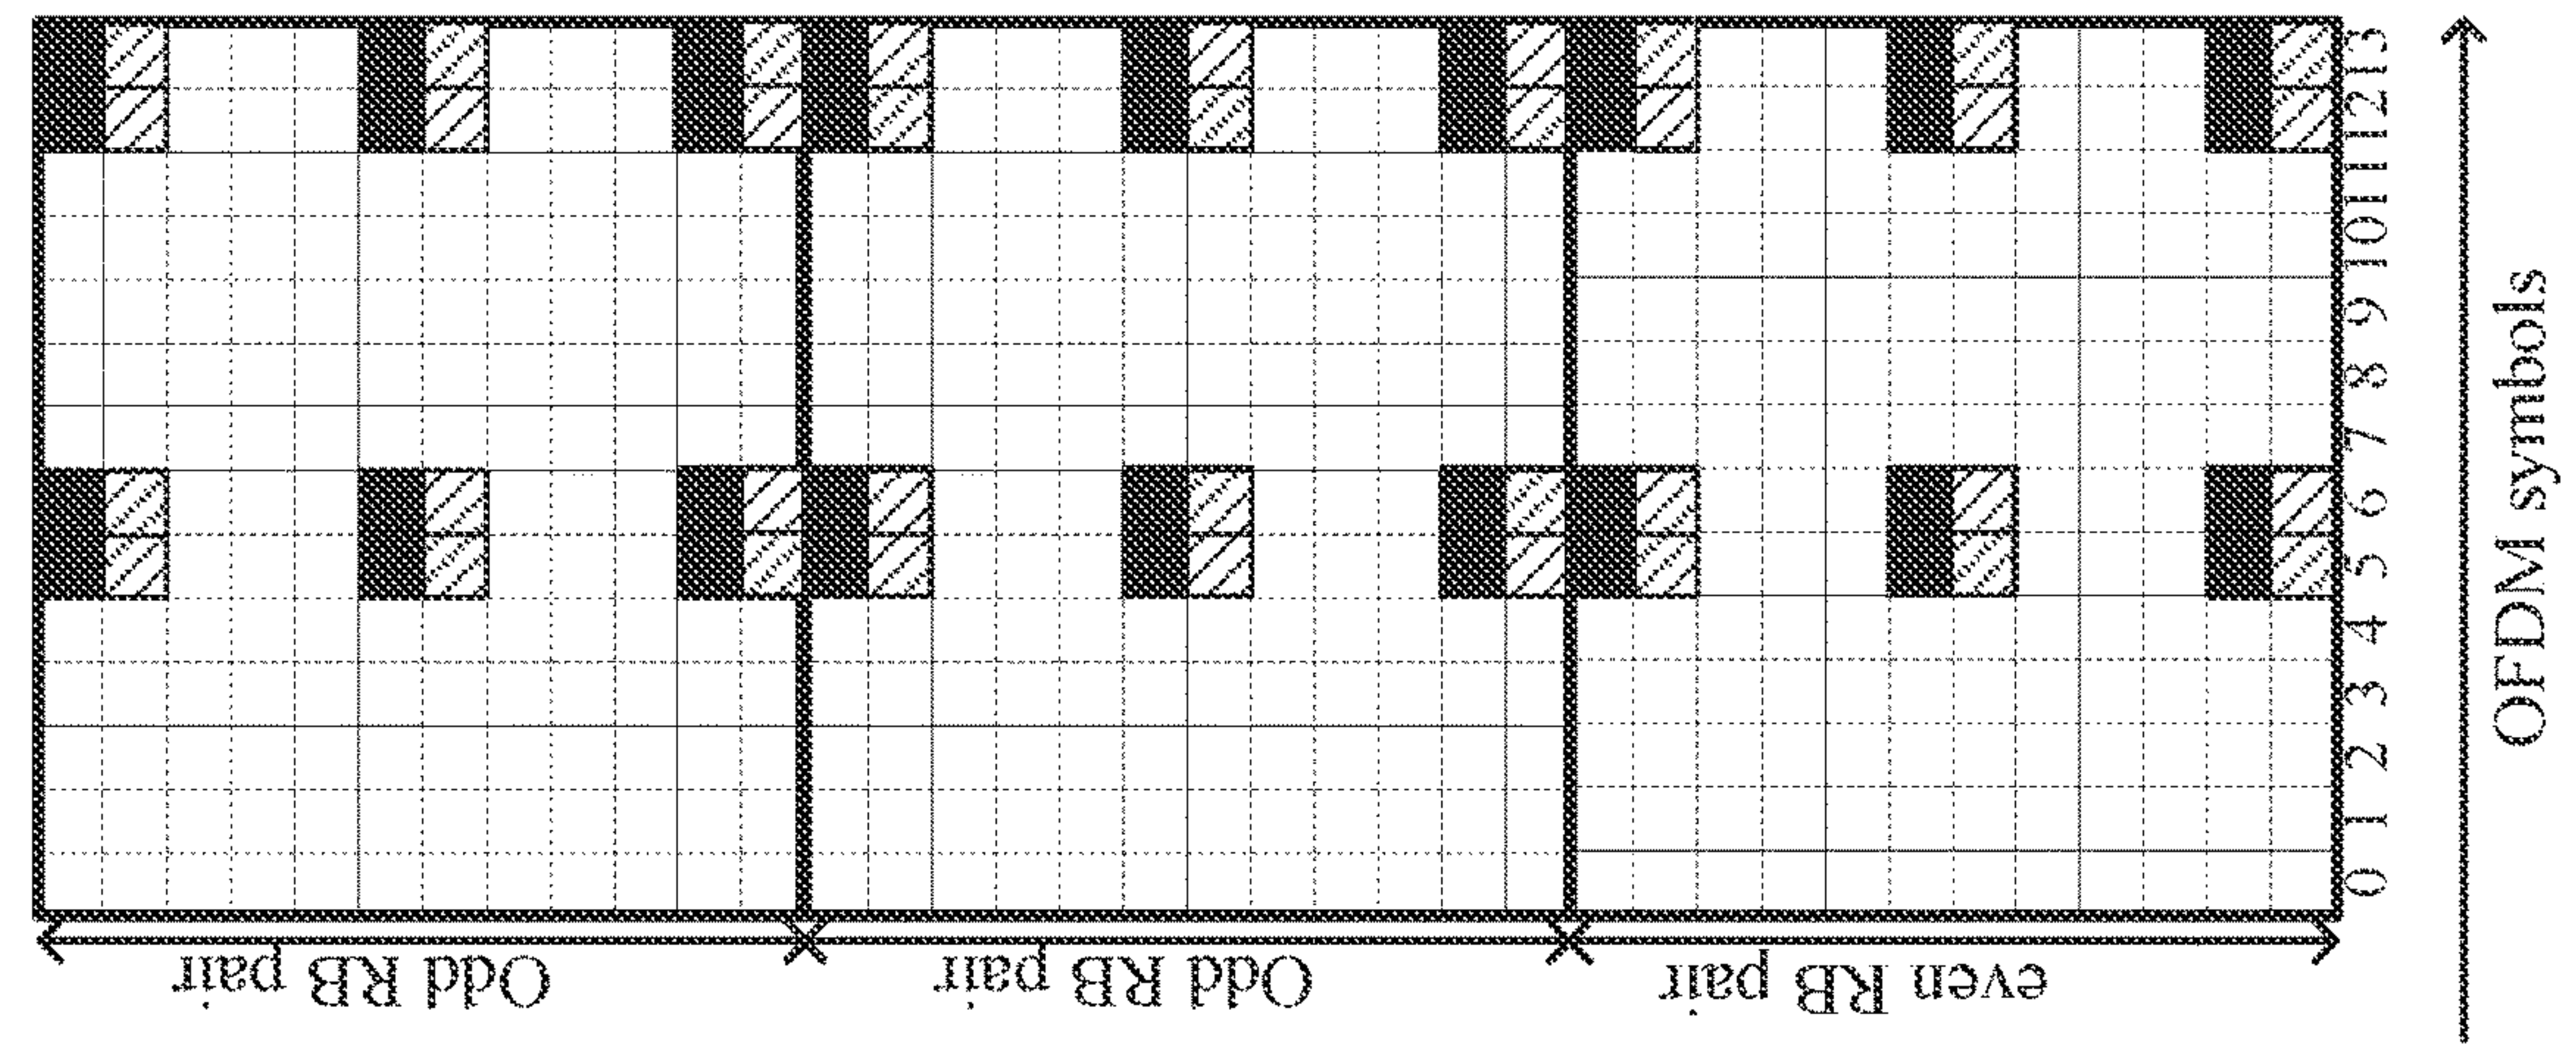 Odd RB pair
Odd RB pair
even RB pair
0 1 2 3 4 5 6 7 8 9 10 11 12 13
OFDM symbols